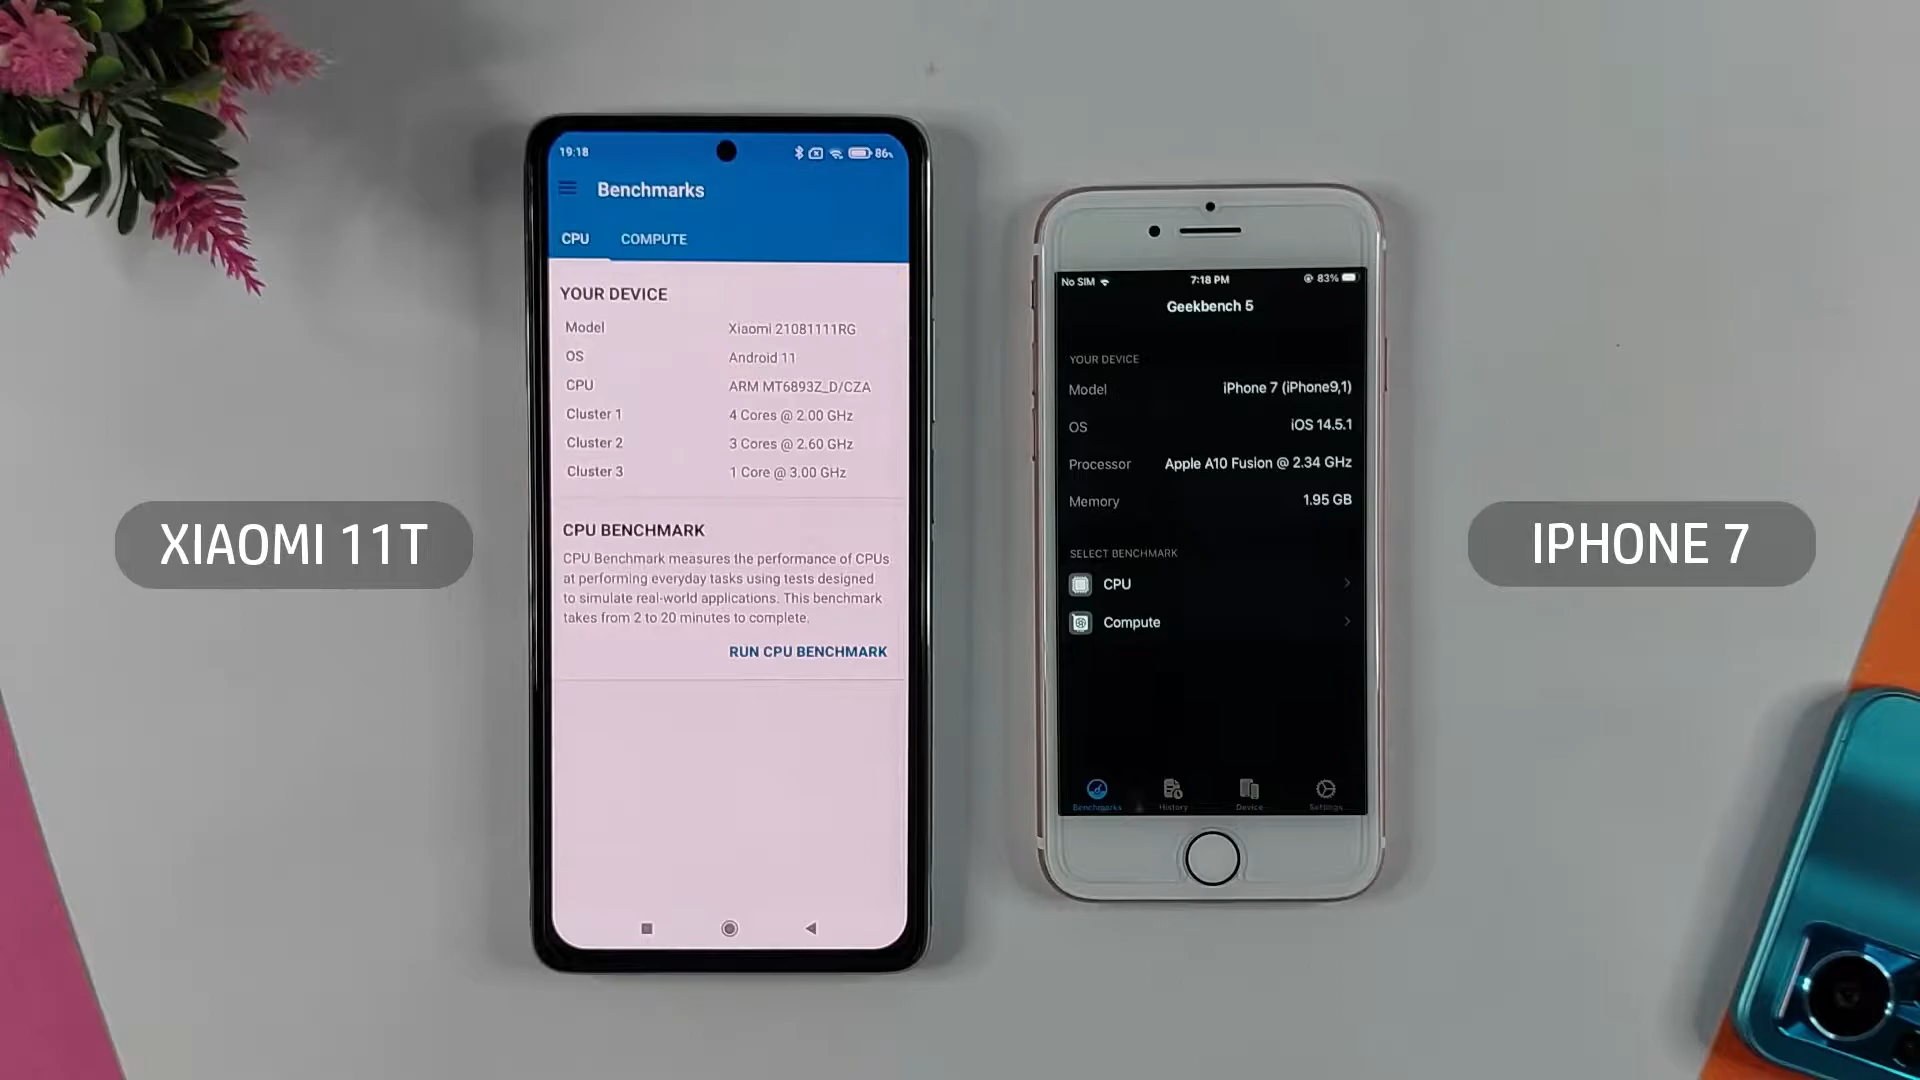 19:18
86%
Benchmarks
CPU COMPUTE
YOUR DEVICE
Model Xiaomi 21081111RG
OS Android 11
CPU ARM MT6893Z_D/CZA
Cluster 1 4 Cores @ 2.00 GHz
Cluster 2 3 Cores @ 2.60 GHz
Cluster 3 1 Core @ 3.00 GHz
CPU BENCHMARK
CPU Benchmark measures the performance of CPUs
at performing everyday tasks using tests designed
to simulate real-world applications. This benchmark
takes from 2 to 20 minutes to complete.
RUN CPU BENCHMARK
XIAOMI 11T
No SIM 7:18 PM 83%
Geekbench 5
YOUR DEVICE
Model iPhone 7 (iPhone9,1)
OS iOS 14.5.1
Processor Apple A10 Fusion @ 2.34 GHz
Memory 1.95 GB
SELECT BENCHMARK
CPU
Compute
Benchmarks History Device Settings
IPHONE 7